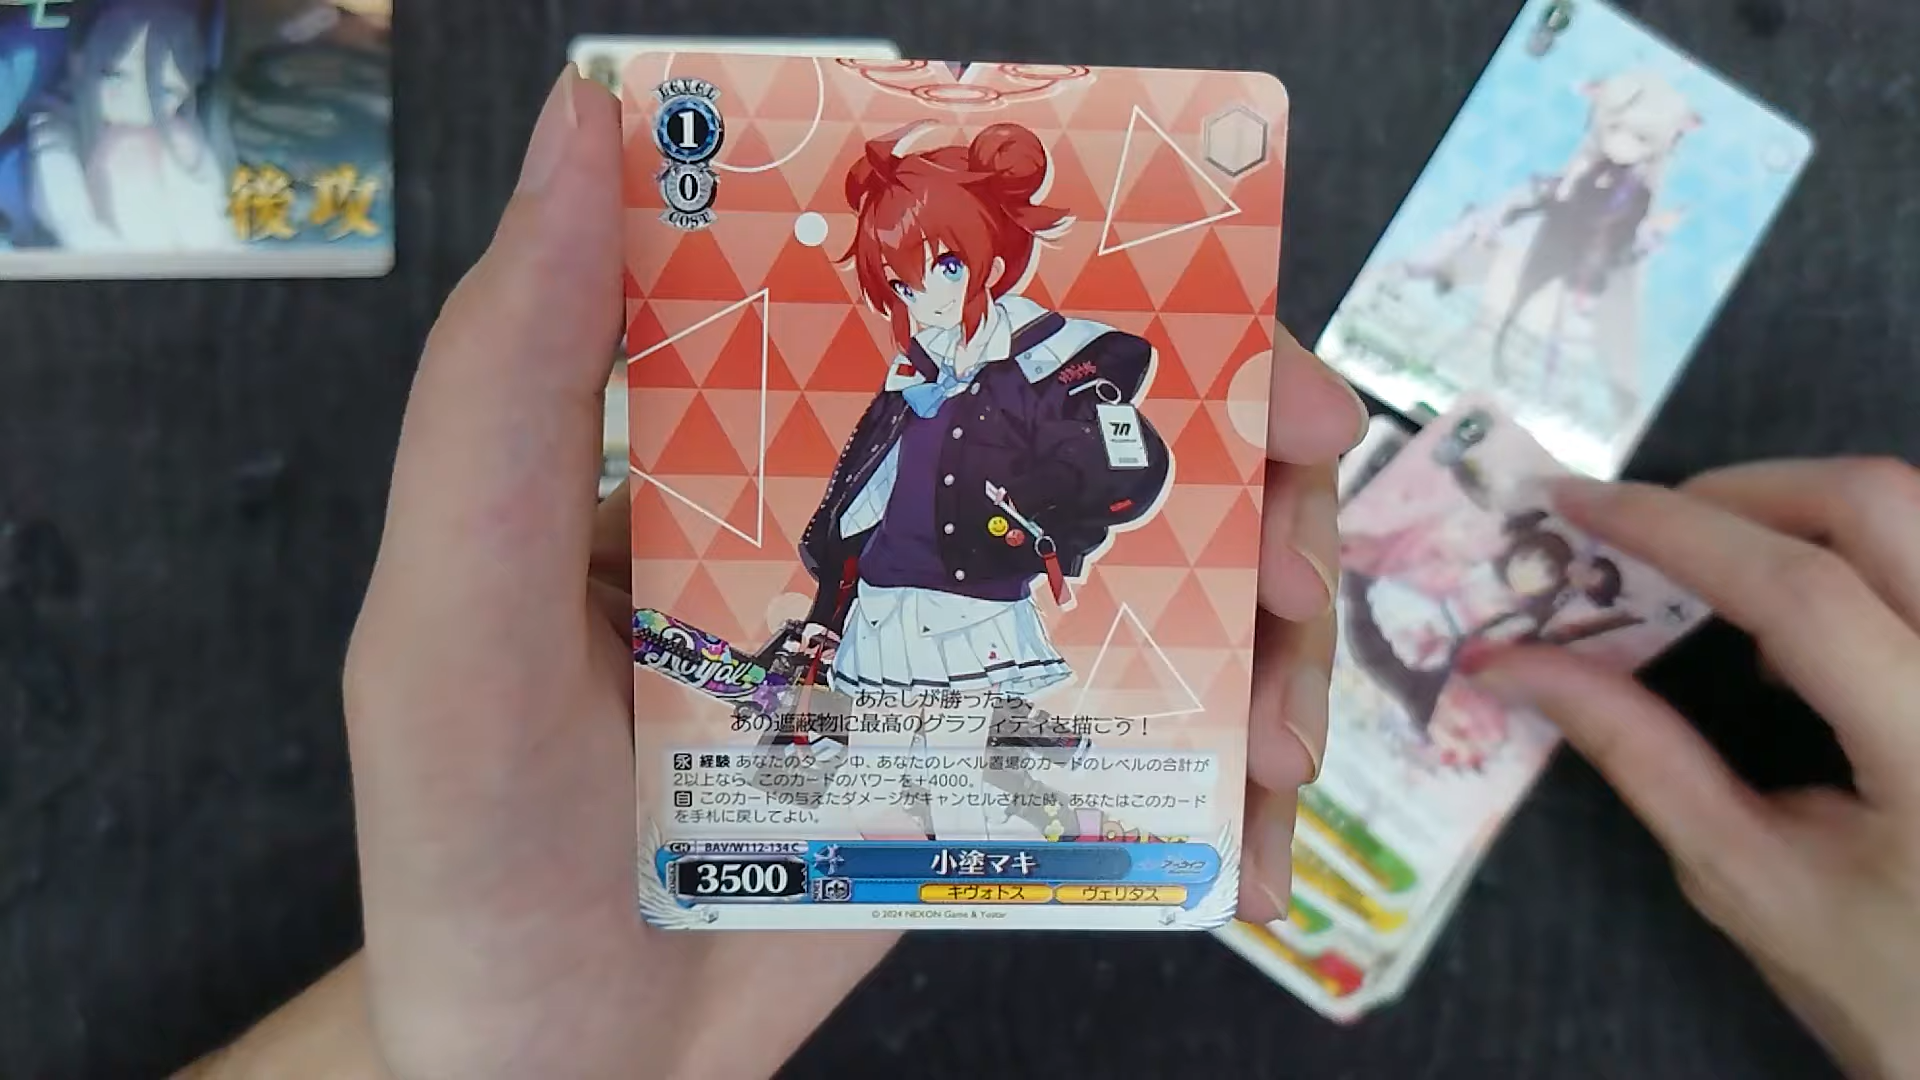 後攻
LEVEL
1
0
COST
Royal
あたしが勝ったら、
あの遮蔽物に最高のグラフィティを描こう！
永 経験 あなたのターン中、あなたのレベル置場のカードのレベルの合計が
2以上なら、このカードのパワーを＋4000。
自 このカードの与えたダメージがキャンセルされた時、あなたはこのカード
を手札に戻してよい。
CH BAV/W112-134 C
3500
小塗マキ
キヴォトス ヴェリタス
© 2024 NEXON Game & Yostar